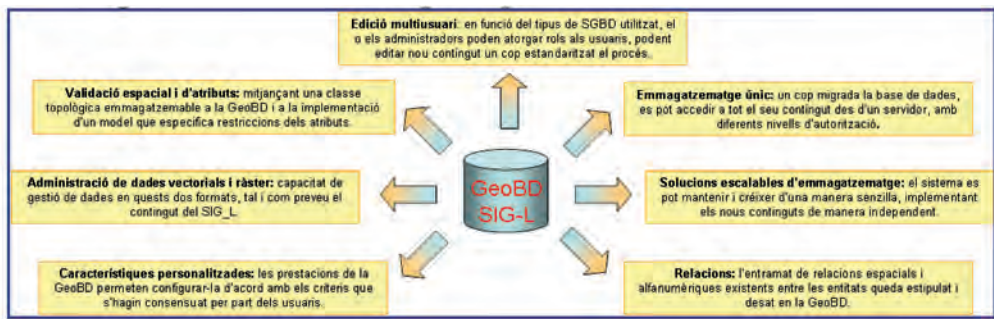 Edició multiusuari: en funció del tipus de SGBD utilitzat, el
o els administradors poden atorgar rols als usuaris, podent
editar nou contingut un cop estandaritzat el procés.
Validació espacial i d'atributs: mitjançant una classe
topològica emmagatzemable a la GeoBD i a la implementació
d'un model que especifica restriccions dels atributs.
Emmagatzematge únic: un cop migrada la base de dades,
es pot accedir a tot el seu contingut des d'un servidor, amb
diferents nivells d'autorització.
Administració de dades vectorials i ràster: capacitat de
gestió de dades en quests dos formats, tal i com preveu el
contingut del SIG_L.
GeoBD
SIG-L
Solucions escalables d'emmagatzematge: el sistema es
pot mantenir i créixer d'una manera senzilla, implementant
els nous continguts de manera independent.
Característiques personalitzades: les prestacions de la
GeoBD permeten configurar-la d'acord amb els criteris que
s'hagin consensuat per part dels usuaris.
Relacions: l'entramat de relacions espacials i
alfanumèriques existents entre les entitats queda estipulat i
desat en la GeoBD.